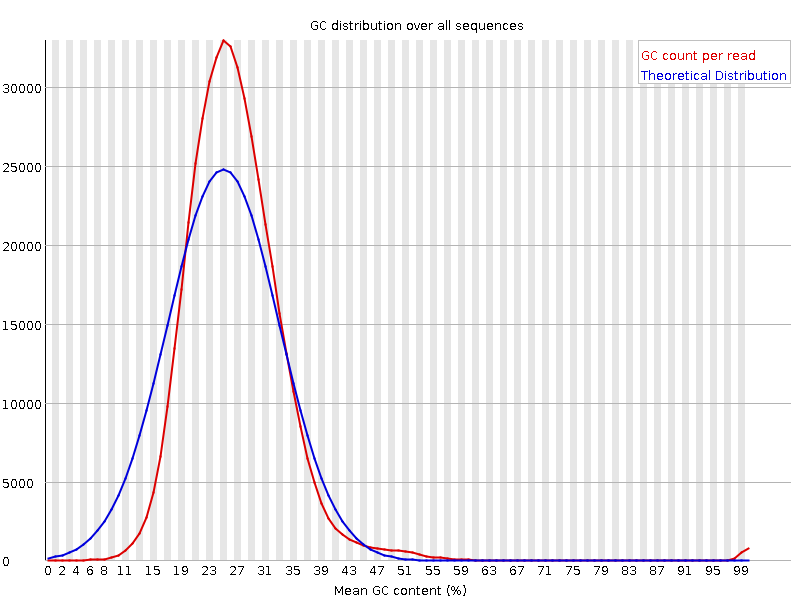 GC distribution over all sequences
GC count per read
Theoretical Distribution
30000
25000
20000
15000
10000
5000
0
0 2 4 6 8 11 15 19 23 27 31 35 39 43 47 51 55 59 63 67 71 75 79 83 87 91 95 99
Mean GC content (%)